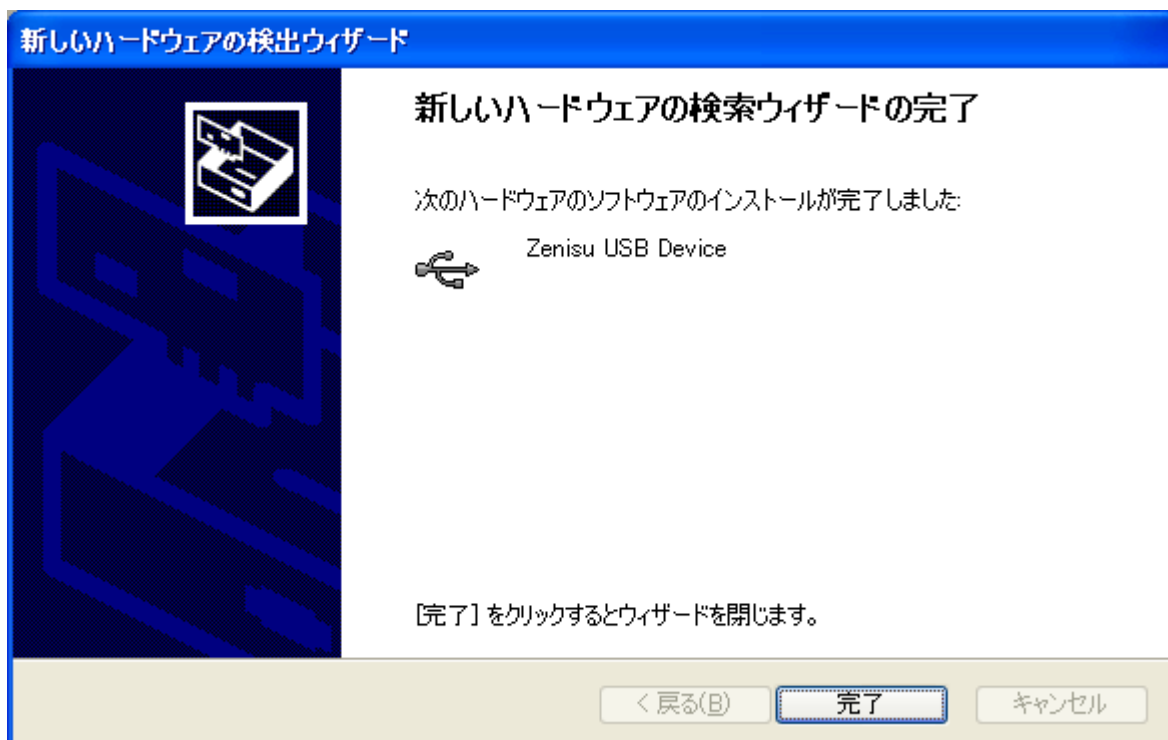 新しいハードウェアの検出ウィザード
新しいハードウェアの検索ウィザードの完了
次のハードウェアのソフトウェアのインストールが完了しました:
Zenisu USB Device
[完了] をクリックするとウィザードを閉じます。
< 戻る(B)
完了
キャンセル